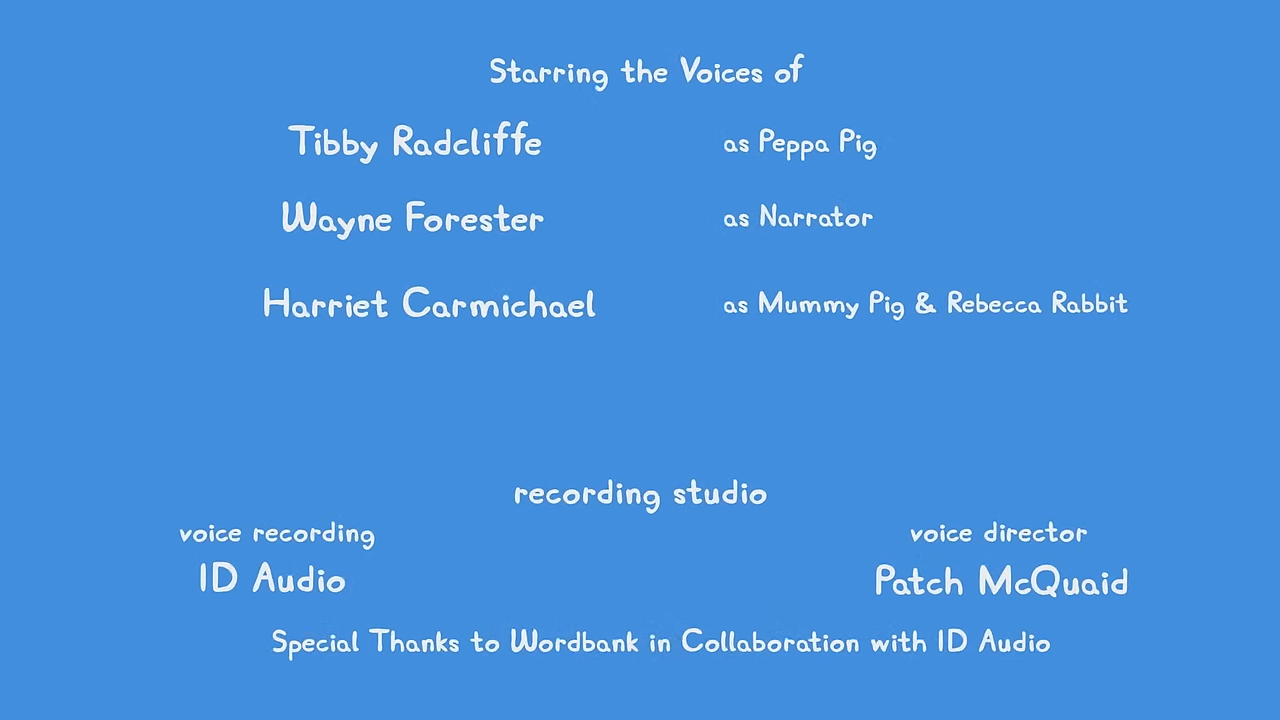 Starring the Voices of
Tibby Radcliffe as Peppa Pig
Wayne Forester as Narrator
Harriet Carmichael as Mummy Pig & Rebecca Rabbit
recording studio
voice recording voice director
ID Audio Patch McQuaid
Special Thanks to Wordbank in Collaboration with ID Audio